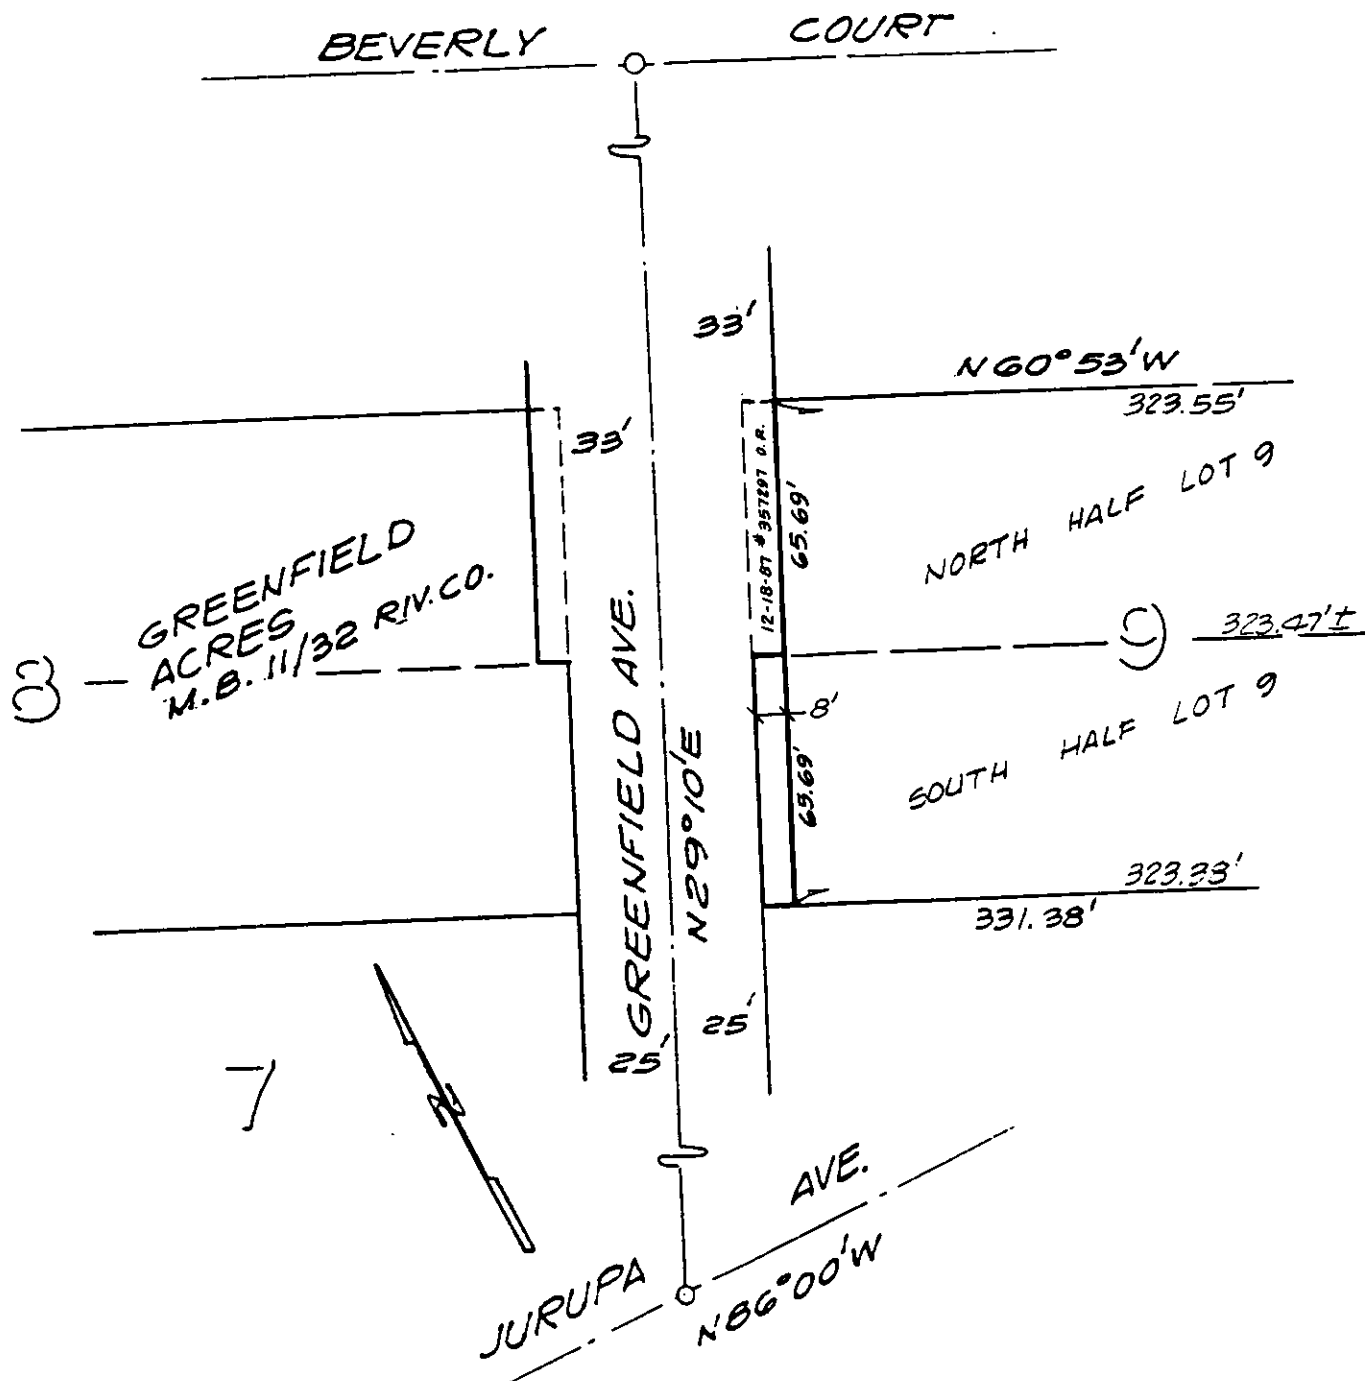 BEVERLY COURT
33'
N 60°53'W
323.55'
33'
12-18-87 #357297 O.R.
65.69'
NORTH HALF LOT 9
GREENFIELD
ACRES
M.B. 11/32 RIV. CO.
8
9
323.47'±
GREENFIELD AVE.
N 29°10'E
8'
65.69'
SOUTH HALF LOT 9
323.33'
331.38'
25'
25'
7
N
JURUPA AVE.
N 86°00'W